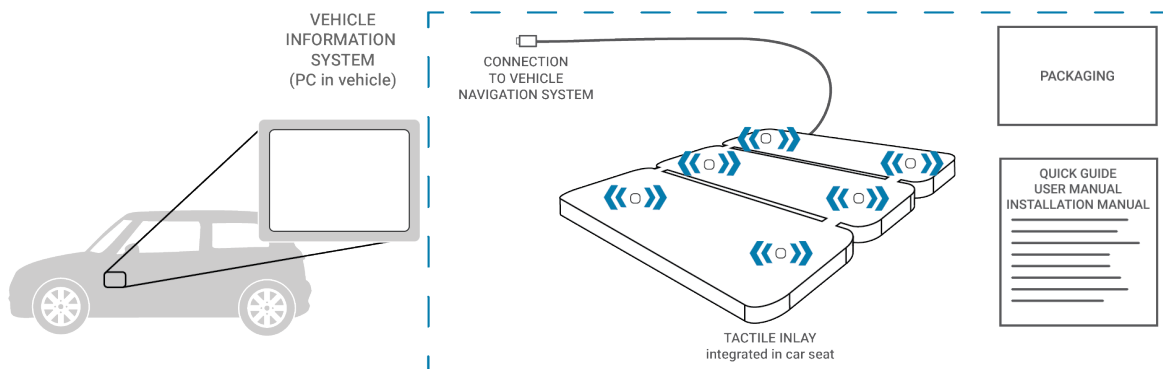 VEHICLE
INFORMATION
SYSTEM
(PC in vehicle)
CONNECTION
TO VEHICLE
NAVIGATION SYSTEM
PACKAGING
QUICK GUIDE
USER MANUAL
INSTALLATION MANUAL
TACTILE INLAY
integrated in car seat